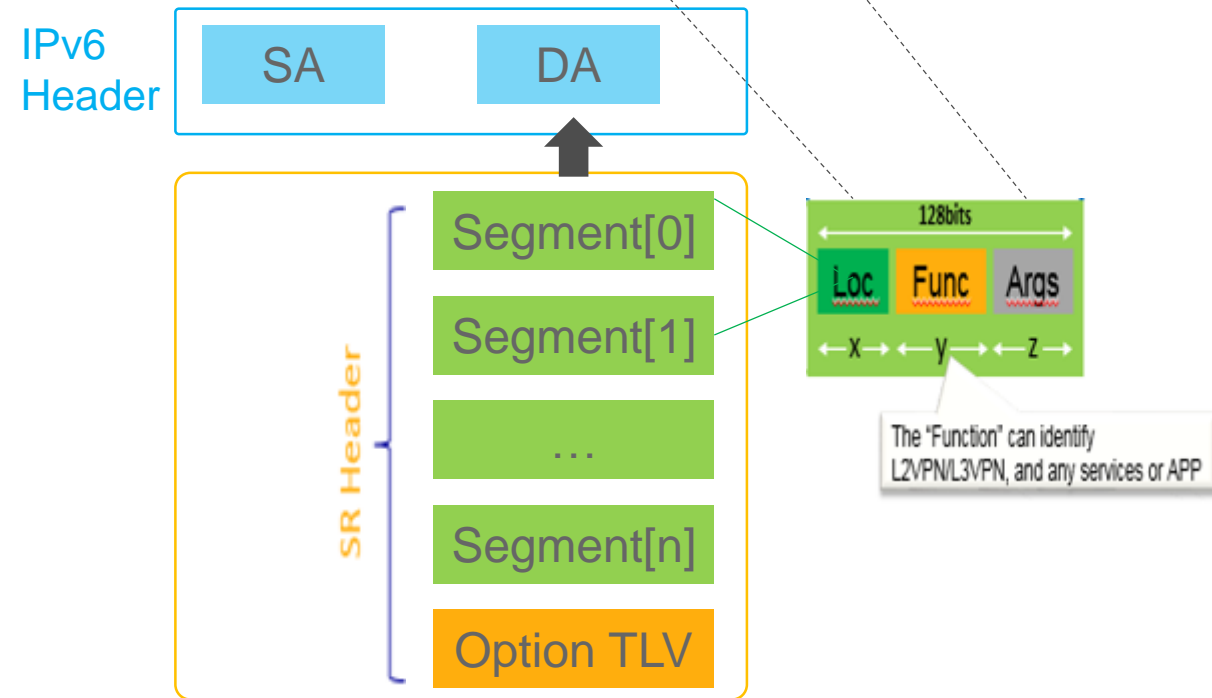 IPv6
Header
SA
DA
SR Header
Segment[0]
Segment[1]
...
Segment[n]
Option TLV
128bits
Loc Func Args
x y z
The “Function” can identify
L2VPN/L3VPN, and any services or APP